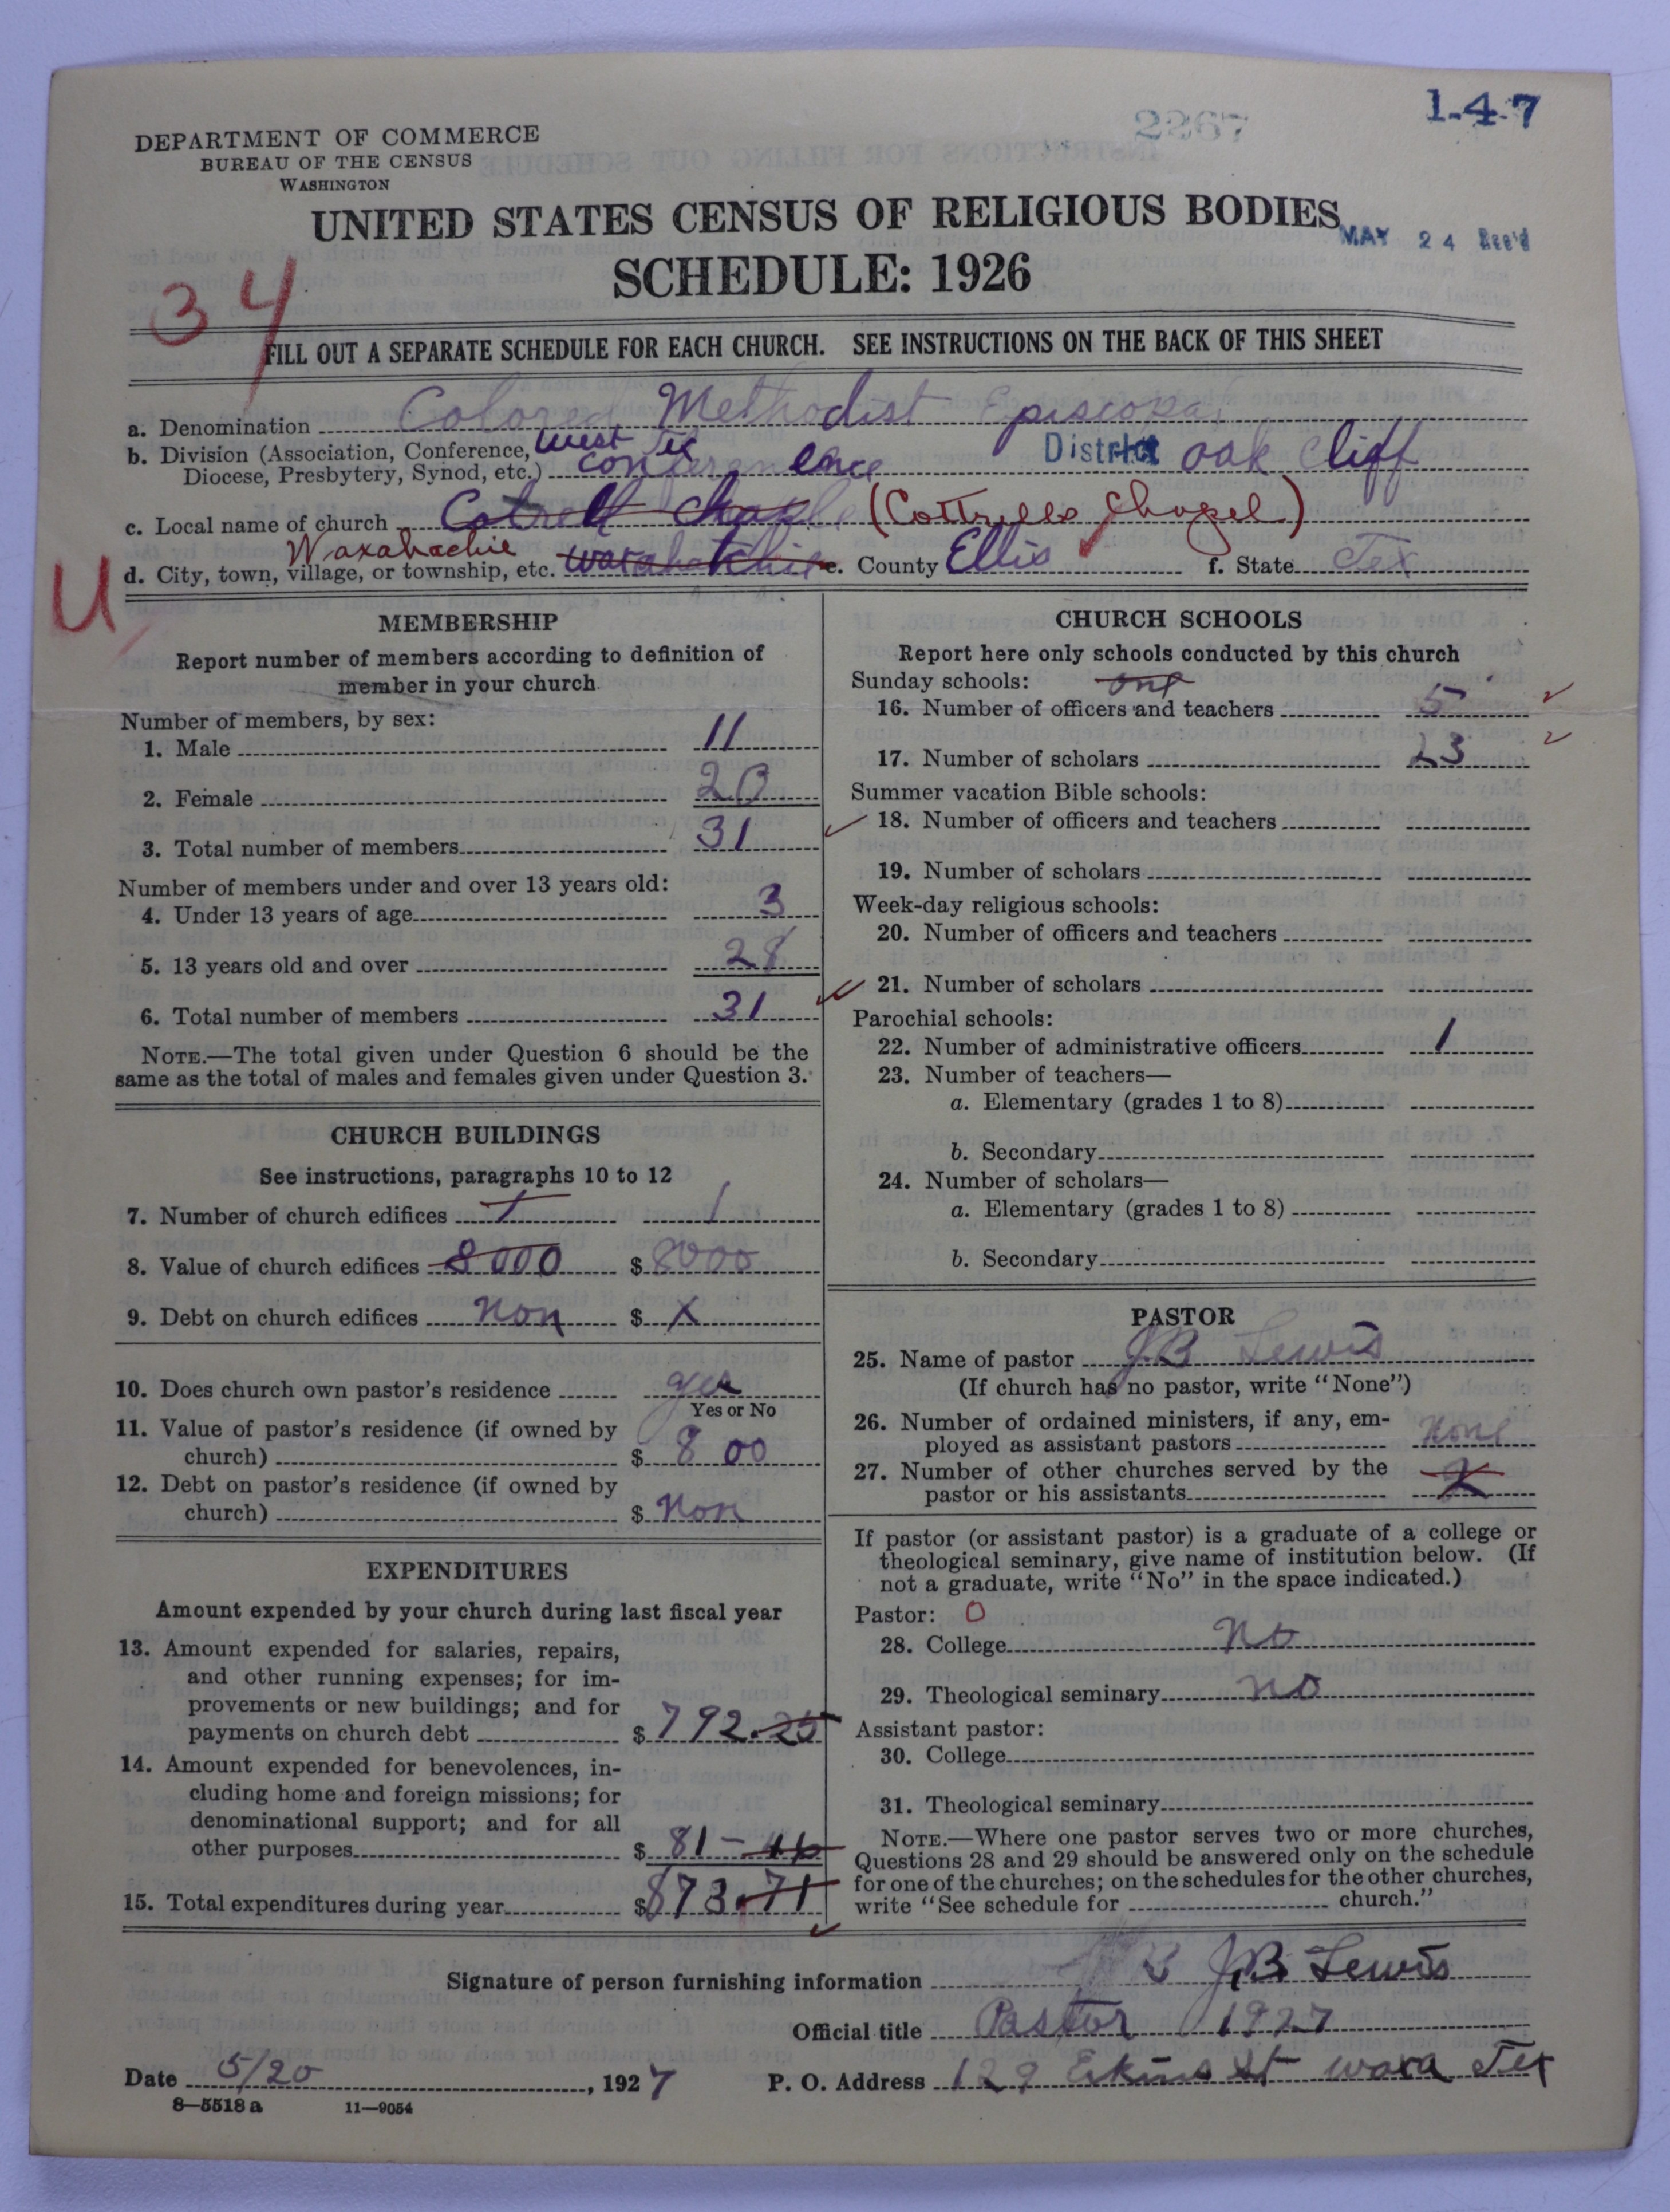 1-4-7
2267
DEPARTMENT OF COMMERCE
BUREAU OF THE CENSUS
WASHINGTON
UNITED STATES CENSUS OF RELIGIOUS BODIES
MAY 24 Rec'd
SCHEDULE: 1926
34
FILL OUT A SEPARATE SCHEDULE FOR EACH CHURCH. SEE INSTRUCTIONS ON THE BACK OF THIS SHEET
a. Denomination Colored Methodist Episcopal
b. Division (Association, Conference, West Tex District oak Cliff
Diocese, Presbytery, Synod, etc.) conference
c. Local name of church Cotrell Chaple (Cottrells Chapel)
Waxahachie
U
d. City, town, village, or township, etc. waxahatchie e. County Ellis f. State Tex
MEMBERSHIP
Report number of members according to definition of
member in your church
Number of members, by sex:
1. Male 11
2. Female 20
3. Total number of members 31
Number of members under and over 13 years old:
4. Under 13 years of age 3
5. 13 years old and over 28
6. Total number of members 31
NOTE.—The total given under Question 6 should be the
same as the total of males and females given under Question 3.
CHURCH BUILDINGS
See instructions, paragraphs 10 to 12
7. Number of church edifices 1 1
8. Value of church edifices 8000 $ 8000
9. Debt on church edifices non $ X
10. Does church own pastor's residence yes
Yes or No
11. Value of pastor's residence (if owned by
church) $ 800
12. Debt on pastor's residence (if owned by
church) $ non
EXPENDITURES
Amount expended by your church during last fiscal year
13. Amount expended for salaries, repairs,
and other running expenses; for im-
provements or new buildings; and for
payments on church debt $ 792.25
14. Amount expended for benevolences, in-
cluding home and foreign missions; for
denominational support; and for all
other purposes $ 81-46
15. Total expenditures during year $ 873.71
CHURCH SCHOOLS
Report here only schools conducted by this church
Sunday schools: one
16. Number of officers and teachers 5
17. Number of scholars 23
Summer vacation Bible schools:
18. Number of officers and teachers
19. Number of scholars
Week-day religious schools:
20. Number of officers and teachers
21. Number of scholars
Parochial schools:
22. Number of administrative officers 1
23. Number of teachers—
a. Elementary (grades 1 to 8)
b. Secondary
24. Number of scholars—
a. Elementary (grades 1 to 8)
b. Secondary
PASTOR
25. Name of pastor J.B Lewis
(If church has no pastor, write "None")
26. Number of ordained ministers, if any, em-
ployed as assistant pastors none
27. Number of other churches served by the
pastor or his assistants X
If pastor (or assistant pastor) is a graduate of a college or
theological seminary, give name of institution below. (If
not a graduate, write "No" in the space indicated.)
Pastor: 0
28. College no
29. Theological seminary no
Assistant pastor:
30. College
31. Theological seminary
NOTE.—Where one pastor serves two or more churches,
Questions 28 and 29 should be answered only on the schedule
for one of the churches; on the schedules for the other churches,
write "See schedule for church."
Signature of person furnishing information J.B Lewis
Official title Pastor 1927
Date 5/20, 1927 P. O. Address 129 Erkins St waxa Tex
8—5518 a 11—9054